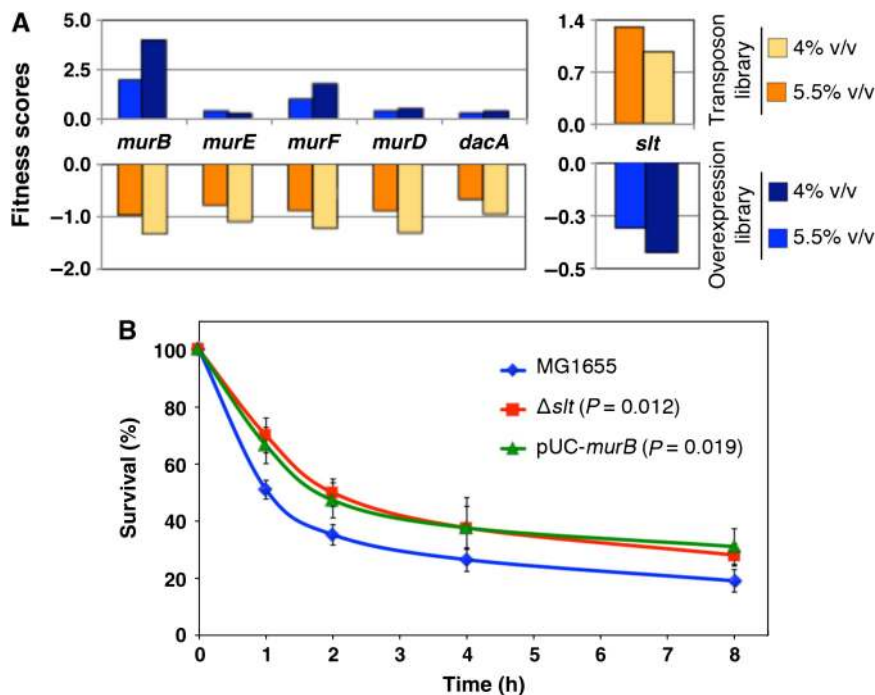 A
Fitness scores
5.0
2.5
0.0
murB murE murF murD dacA
0.0
−1.0
−2.0
1.4
0.7
0.0
slt
0.0
−0.3
−0.5
Transposon
library
4% v/v
5.5% v/v
Overexpression
library
4% v/v
5.5% v/v
B
Survival (%)
100
80
60
40
20
0
MG1655
Δslt (P = 0.012)
pUC-murB (P = 0.019)
0 1 2 3 4 5 6 7 8
Time (h)